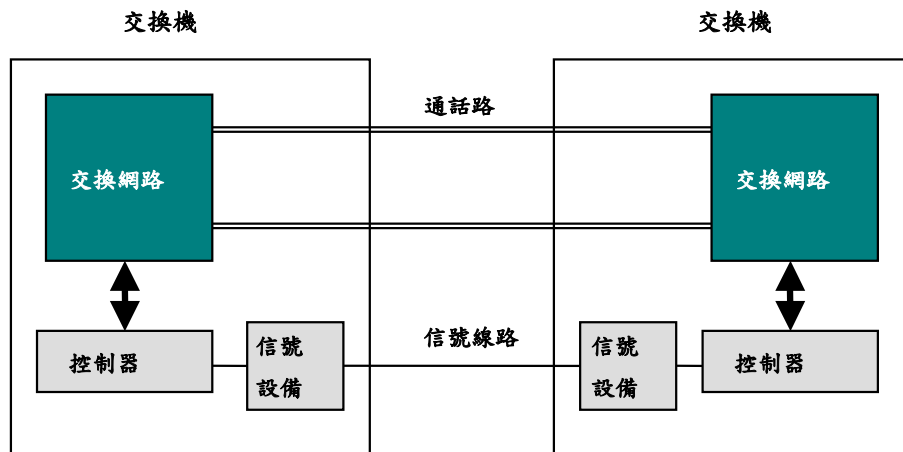 交換機
交換機
通話路
交換網路
交換網路
信號線路
控制器
信號
設備
信號
設備
控制器